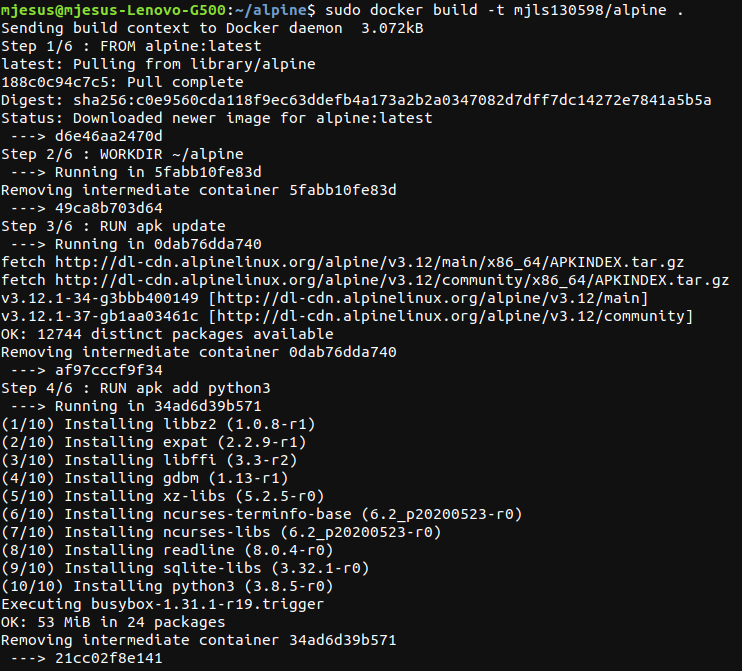 mjesus@mjesus-Lenovo-G500:~/alpine$ sudo docker build -t mjls130598/alpine .
Sending build context to Docker daemon  3.072kB
Step 1/6 : FROM alpine:latest
latest: Pulling from library/alpine
188c0c94c7c5: Pull complete
Digest: sha256:c0e9560cda118f9ec63ddefb4a173a2b2a0347082d7dff7dc14272e7841a5b5a
Status: Downloaded newer image for alpine:latest
 ---> d6e46aa2470d
Step 2/6 : WORKDIR ~/alpine
 ---> Running in 5fabb10fe83d
Removing intermediate container 5fabb10fe83d
 ---> 49ca8b703d64
Step 3/6 : RUN apk update
 ---> Running in 0dab76dda740
fetch http://dl-cdn.alpinelinux.org/alpine/v3.12/main/x86_64/APKINDEX.tar.gz
fetch http://dl-cdn.alpinelinux.org/alpine/v3.12/community/x86_64/APKINDEX.tar.gz
v3.12.1-34-g3bbb400149 [http://dl-cdn.alpinelinux.org/alpine/v3.12/main]
v3.12.1-37-gb1aa03461c [http://dl-cdn.alpinelinux.org/alpine/v3.12/community]
OK: 12744 distinct packages available
Removing intermediate container 0dab76dda740
 ---> af97cccf9f34
Step 4/6 : RUN apk add python3
 ---> Running in 34ad6d39b571
(1/10) Installing libbz2 (1.0.8-r1)
(2/10) Installing expat (2.2.9-r1)
(3/10) Installing libffi (3.3-r2)
(4/10) Installing gdbm (1.13-r1)
(5/10) Installing xz-libs (5.2.5-r0)
(6/10) Installing ncurses-terminfo-base (6.2_p20200523-r0)
(7/10) Installing ncurses-libs (6.2_p20200523-r0)
(8/10) Installing readline (8.0.4-r0)
(9/10) Installing sqlite-libs (3.32.1-r0)
(10/10) Installing python3 (3.8.5-r0)
Executing busybox-1.31.1-r19.trigger
OK: 53 MiB in 24 packages
Removing intermediate container 34ad6d39b571
 ---> 21cc02f8e141